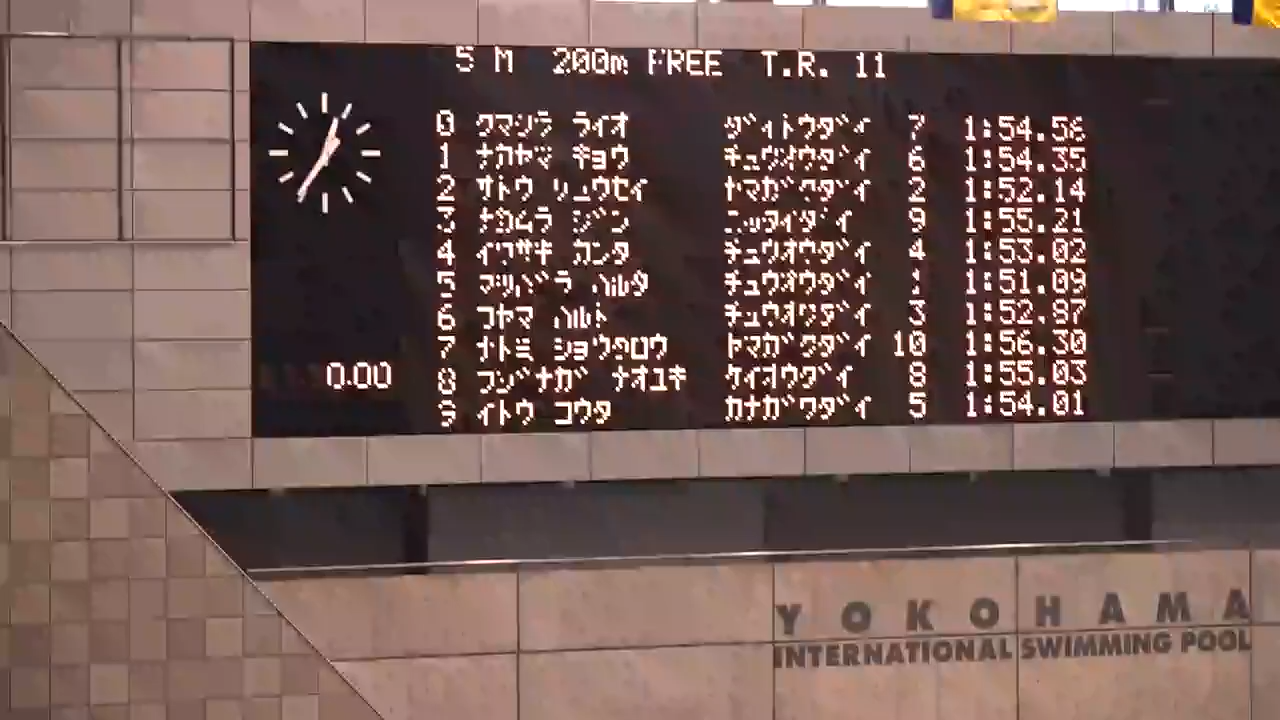 5 M 200m FREE T.R. 11
0 クマシラ ライオ ダイトウダイ 7 1:54.56
1 ナカヤマ キョウ チュウオウダイ 6 1:54.35
2 サトウ リュウセイ ヤマガクダイ 2 1:52.14
3 ナカムラ ジン ニッタイダイ 9 1:55.21
4 イワサキ カンタ チュウオウダイ 4 1:53.02
5 マツバラ ハルタ チュウオウダイ 1 1:51.09
6 コヤマ ハルト チュウオウダイ 3 1:52.97
7 ナトミ ショウタロウ ヤマガクダイ 10 1:56.30
0.00
8 フジナガ ナオユキ ケイオウダイ 8 1:55.03
9 イトウ コウタ カナガワダイ 5 1:54.01
YOKOHAMA
INTERNATIONAL SWIMMING POOL